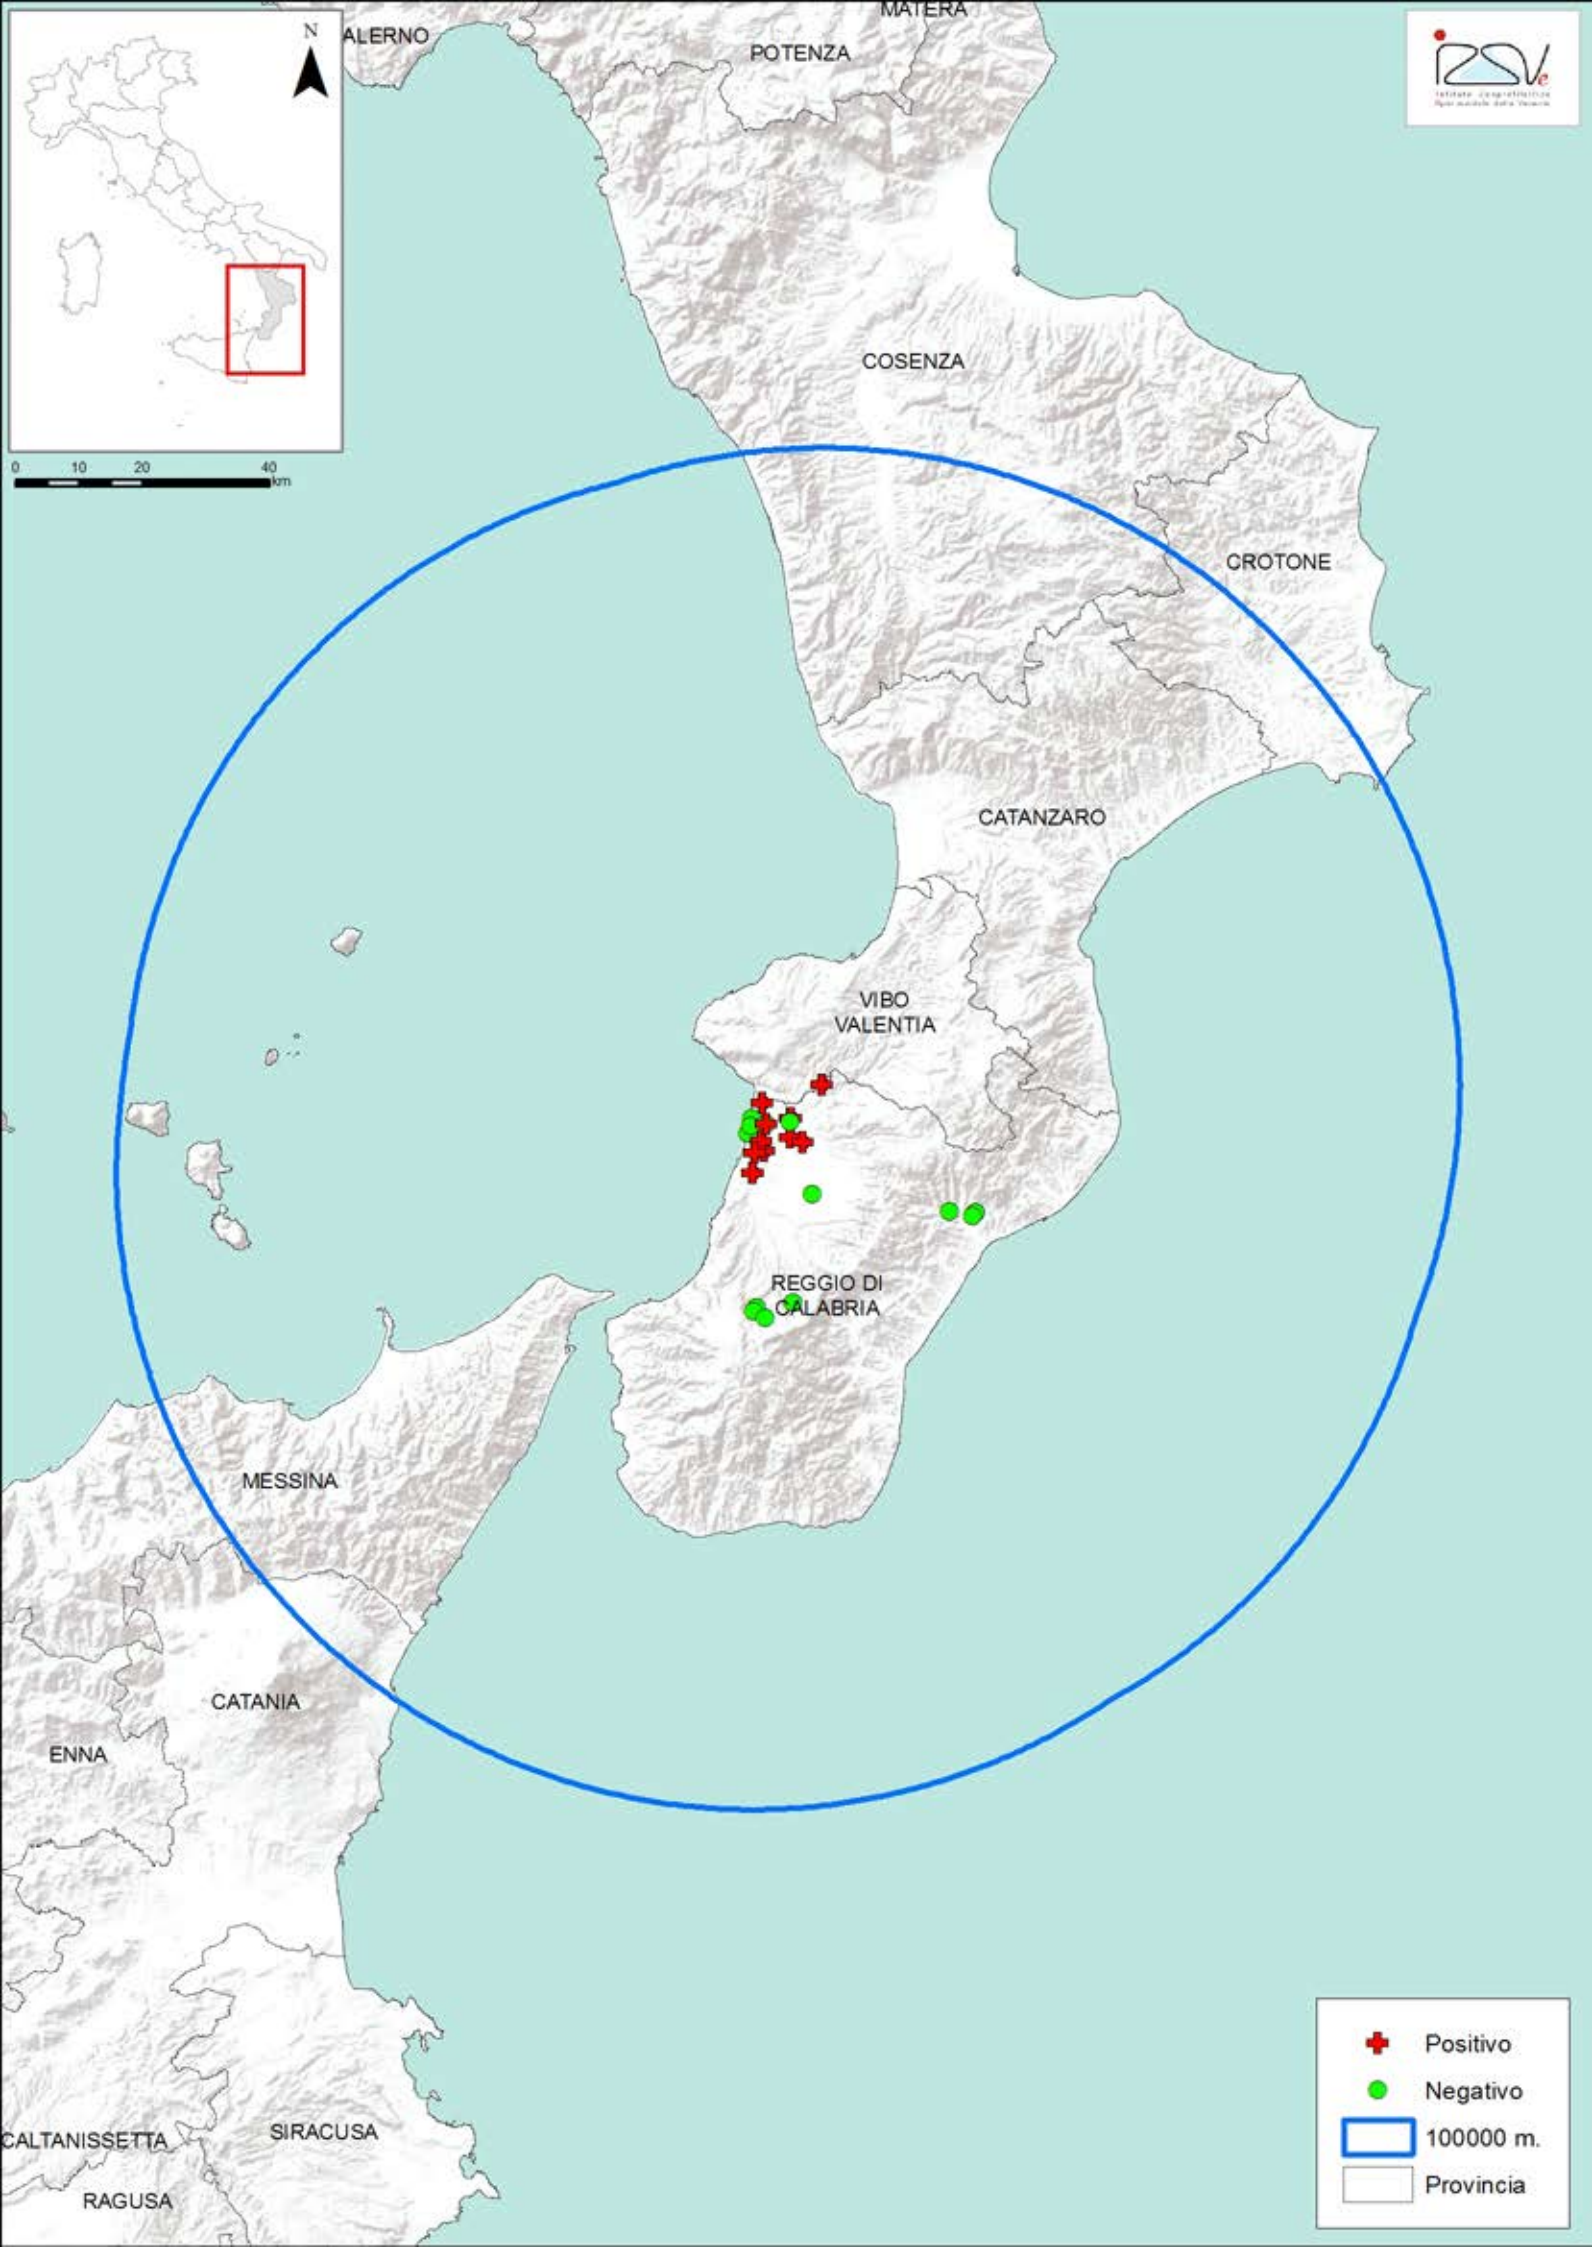 MATERA
N
ALERNO
POTENZA
0 10 20 40
km
COSENZA
CROTONE
CATANZARO
VIBO
VALENTIA
REGGIO DI
CALABRIA
MESSINA
CATANIA
ENNA
CALTANISSETTA
SIRACUSA
RAGUSA
Positivo
Negativo
100000 m.
Provincia